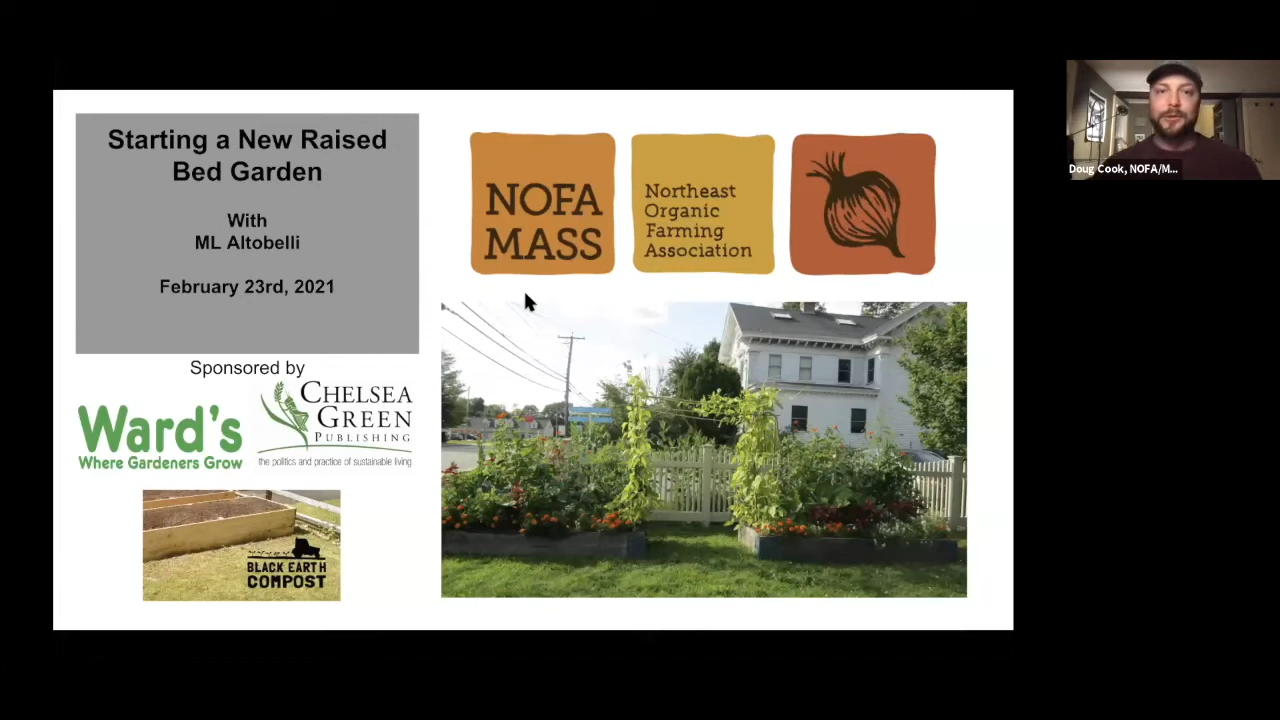 Starting a New Raised
Bed Garden
With
ML Altobelli
February 23rd, 2021
Sponsored by
Ward's
Where Gardeners Grow
CHELSEA
GREEN
PUBLISHING
the politics and practice of sustainable living
BLACK EARTH
COMPOST
NOFA
MASS
Northeast
Organic
Farming
Association
Doug Cook, NOFA/M...